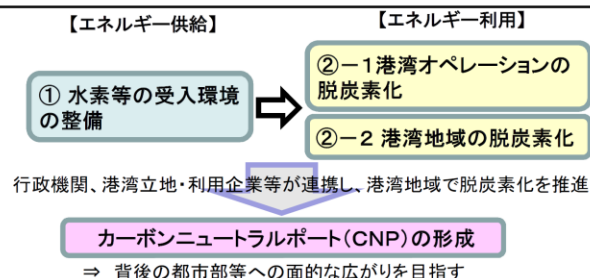 【エネルギー供給】
【エネルギー利用】
① 水素等の受入環境
の整備
②－1港湾オペレーションの
脱炭素化
②－2 港湾地域の脱炭素化
行政機関、港湾立地・利用企業等が連携し、港湾地域で脱炭素化を推進
カーボンニュートラルポート（CNP）の形成
⇒ 背後の都市部等への面的な広がりを目指す